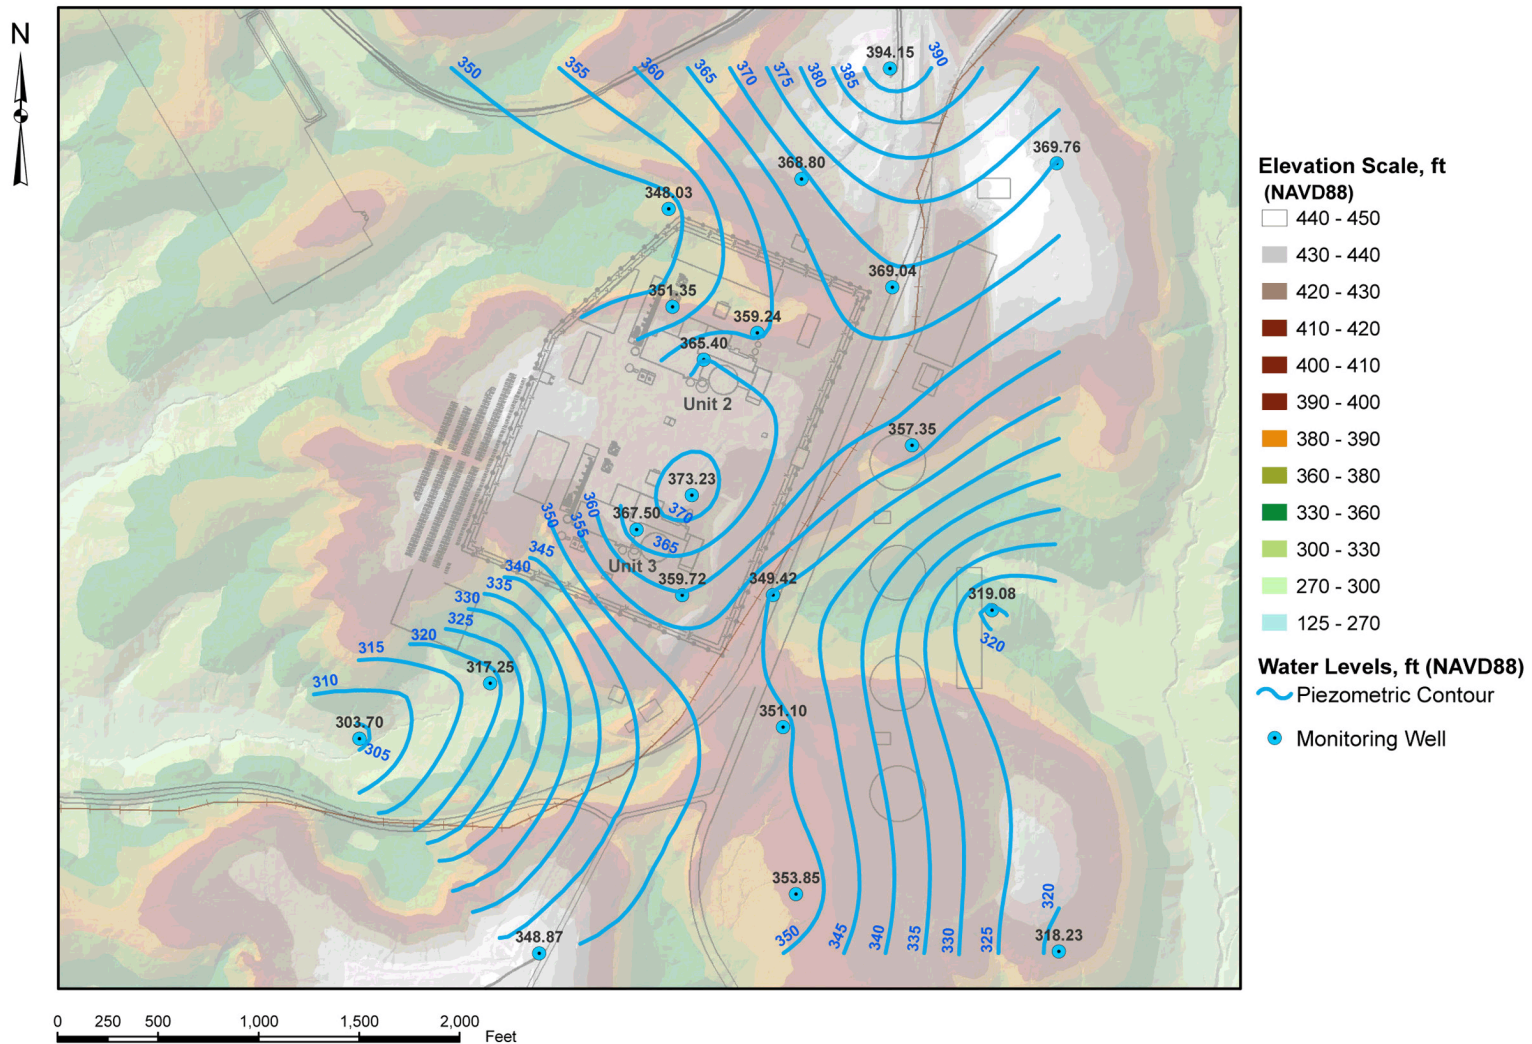 N
394.15
390
350
355
360
365
370
375
380
385
369.76
368.80
348.03
369.04
351.35
359.24
365.40
Unit 2
357.35
373.23
370
367.50
365
350
355
360
Unit 3
359.72
349.42
319.08
320
345
340
335
330
325
320
315
310
317.25
303.70
305
351.10
353.85
348.87
350
345
340
335
330
325
320
318.23
Elevation Scale, ft
(NAVD88)
440 - 450
430 - 440
420 - 430
410 - 420
400 - 410
390 - 400
380 - 390
360 - 380
330 - 360
300 - 330
270 - 300
125 - 270
Water Levels, ft (NAVD88)
Piezometric Contour
Monitoring Well
0 250 500 1,000 1,500 2,000
Feet